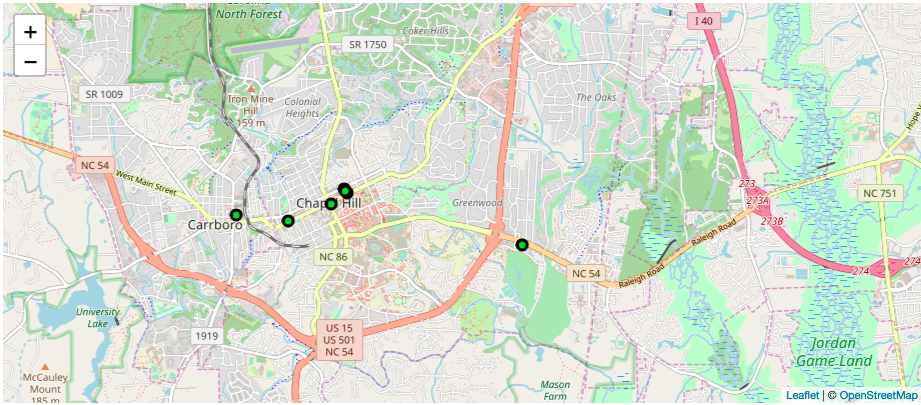 North Forest
+
−
SR 1750
Coker Hills
I 40
SR 1009
Iron Mine
Hill
159 m
Colonial
Heights
The Oaks
NC 54
West Main Street
273
273A
273B
NC 751
Chapel Hill
Greenwood
Carrboro
Raleigh Road
NC 86
NC 54
Raleigh Road
274
274
University
Lake
1919
US 15
US 501
NC 54
Jordan
Game Land
McCauley
Mount
185 m
Mason
Farm
Leaflet | © OpenStreetMap